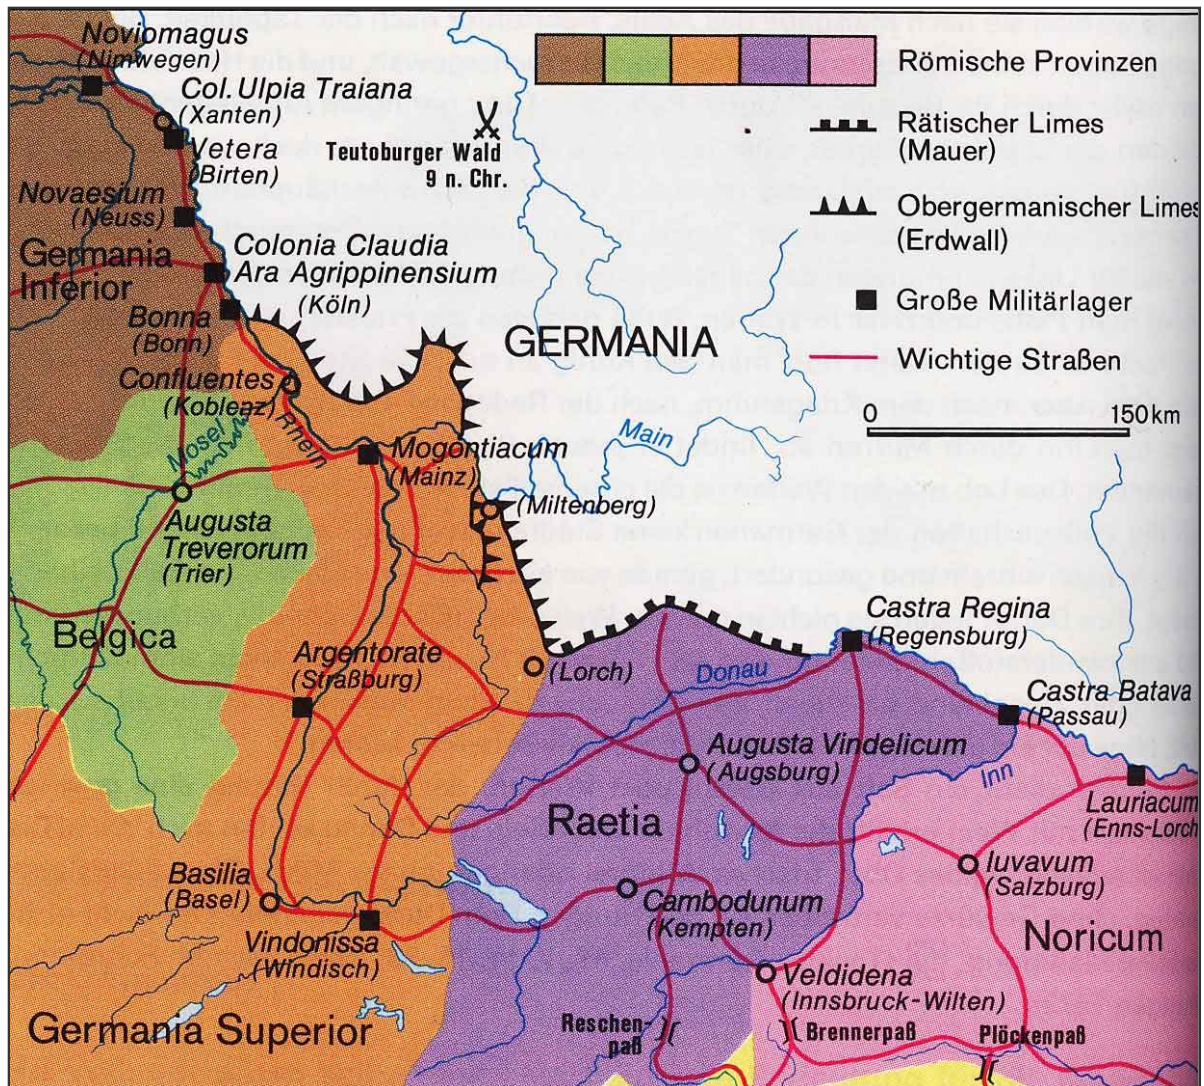 Noviomagus
(Nimwegen)
Col. Ulpia Traiana
(Xanten)
Vetera
(Birten)
Novaesium
(Neuss)
Germania
Inferior
Colonia Claudia
Ara Agrippinensium
(Köln)
Bonna
(Bonn)
Confluentes
(Koblenz)
Rhein
Mosel
Teutoburger Wald
9 n. Chr.
Römische Provinzen
Rätischer Limes
(Mauer)
Obergermanischer Limes
(Erdwall)
Große Militärlager
Wichtige Straßen
0 150 km
GERMANIA
Main
Mogontiacum
(Mainz)
(Miltenberg)
Augusta
Treverorum
(Trier)
Belgica
Argentorate
(Straßburg)
(Lorch)
Donau
Castra Regina
(Regensburg)
Castra Batava
(Passau)
Augusta Vindelicum
(Augsburg)
Inn
Lauriacum
(Enns-Lorch
Raetia
Iuvavum
(Salzburg)
Basilia
(Basel)
Cambodunum
(Kempten)
Vindonissa
(Windisch)
Noricum
Veldidena
(Innsbruck-Wilten)
Germania Superior
Reschen-
paß
Brennerpaß
Plöckenpaß